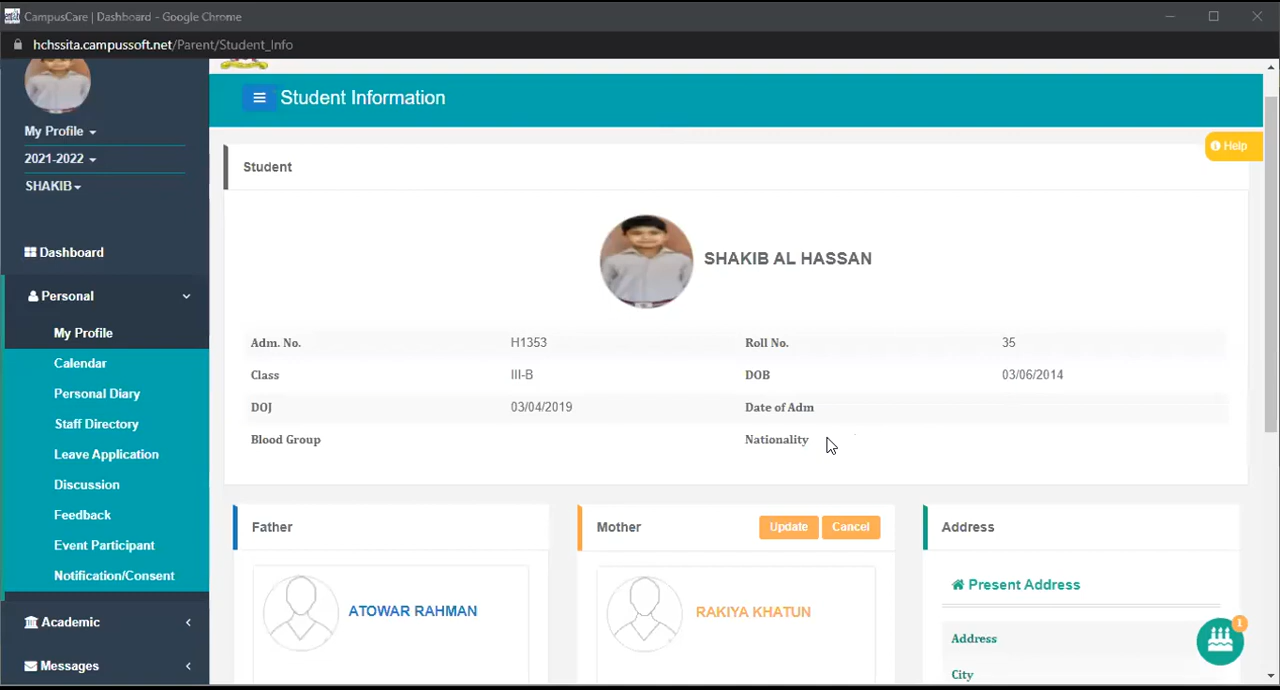 CampusCare | Dashboard - Google Chrome
hchssita.campussoft.net/Parent/Student_Info
My Profile
2021-2022
SHAKIB
Dashboard
Personal
My Profile
Calendar
Personal Diary
Staff Directory
Leave Application
Discussion
Feedback
Event Participant
Notification/Consent
Academic
Messages
Student Information
Help
Student
SHAKIB AL HASSAN
Adm. No. H1353 Roll No. 35
Class III-B DOB 03/06/2014
DOJ 03/04/2019 Date of Adm
Blood Group Nationality
Father
ATOWAR RAHMAN
Mother Update Cancel
RAKIYA KHATUN
Address
Present Address
Address
City
1